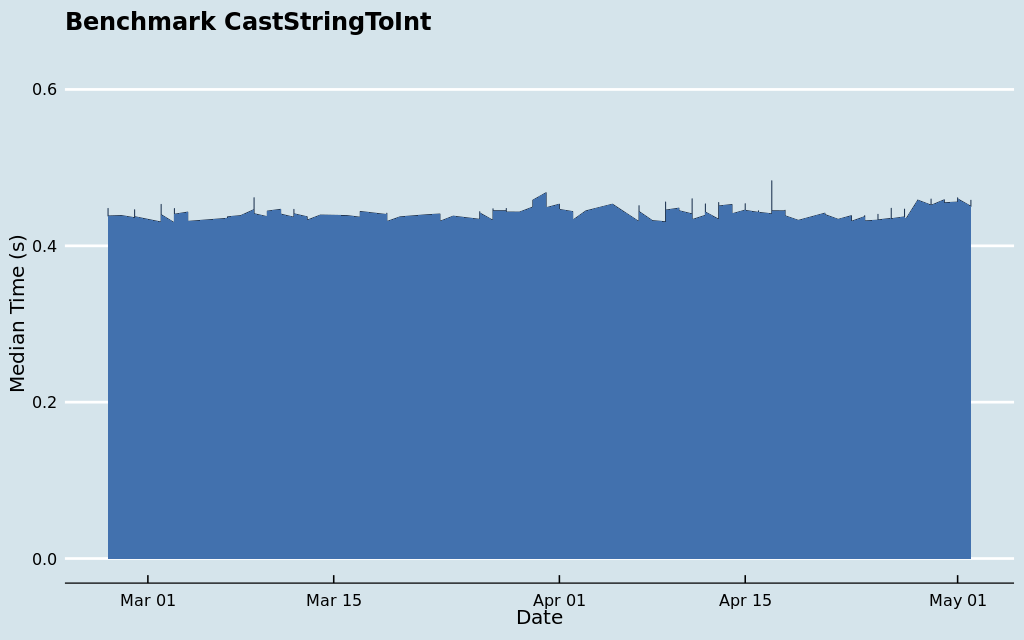 Benchmark CastStringToInt
Median Time (s)
0.6
0.4
0.2
0.0
Mar 01
Mar 15
Apr 01
Apr 15
May 01
Date